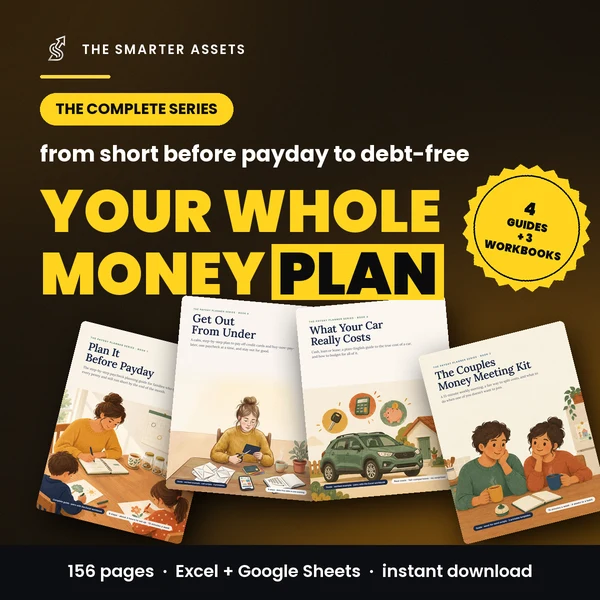 THE SMARTER ASSETS
THE COMPLETE SERIES
from short before payday to debt-free
YOUR WHOLE
MONEY PLAN
4
GUIDES
+ 3
WORKBOOKS
Plan It
Before Payday
Get Out
From Under
What Your Car
Really Costs
The Couples
Money Meeting Kit
156 pages · Excel + Google Sheets · instant download